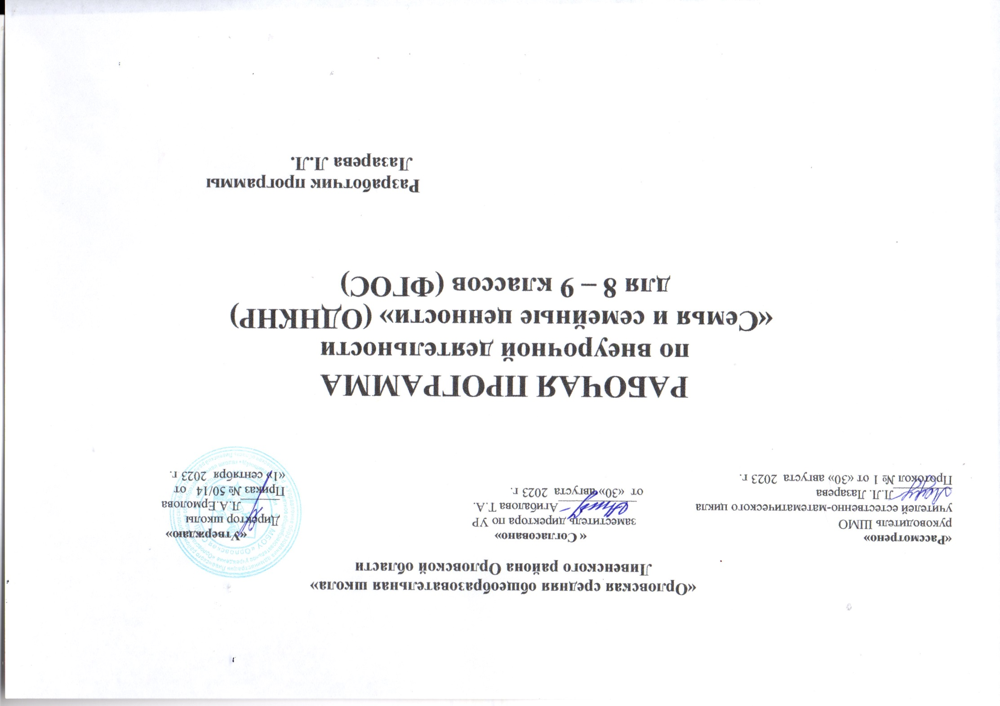 «Орловская средняя общеобразовательная школа»
Ливенского района Орловской области
«Рассмотрено»
руководитель ШМО
учителей естественно-математического цикла
Л.Л. Лазарева
Протокол № 1 от «30» августа 2023 г.
« Согласовано»
заместитель директора по УР
Агибалова Т.А.
от «30» августа 2023 г.
«Утверждаю»
Директор школы
Л.А Ермолова
Приказ № 50/14 от
«1» сентября 2023 г.
МБОУ «Орловская
РАБОЧАЯ ПРОГРАММА
по внеурочной деятельности
«Семья и семейные ценности» (ОДНКНР)
для 8 – 9 классов (ФГОС)
Разработчик программы
Лазарева Л.Л.